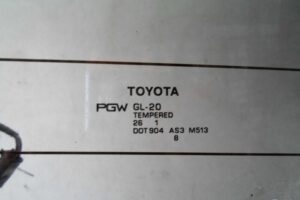 TOYOTA
PGW GL-20
TEMPERED
26 1
DOT904 AS3 M513
8